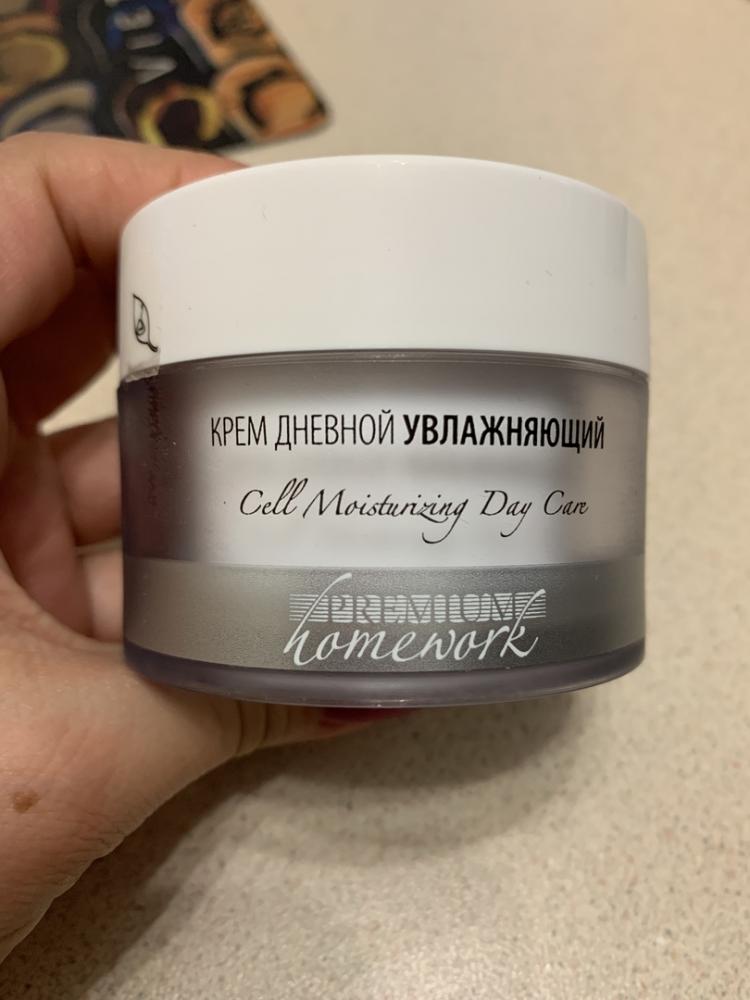 КРЕМ ДНЕВНОЙ УВЛАЖНЯЮЩИЙ
Cell Moisturizing Day Care
PREMIUM
homework